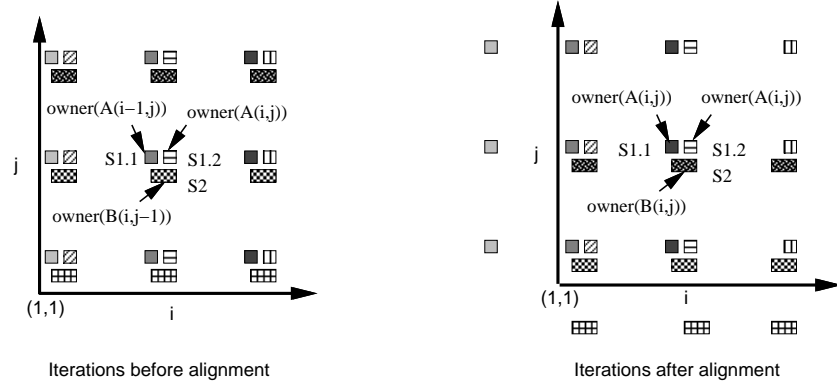 owner(A(i−1,j))
owner(A(i,j))
S1.1
S1.2
S2
owner(B(i,j−1))
j
(1,1)
i
Iterations before alignment
owner(A(i,j))
owner(A(i,j))
S1.1
S1.2
S2
owner(B(i,j))
j
(1,1)
i
Iterations after alignment